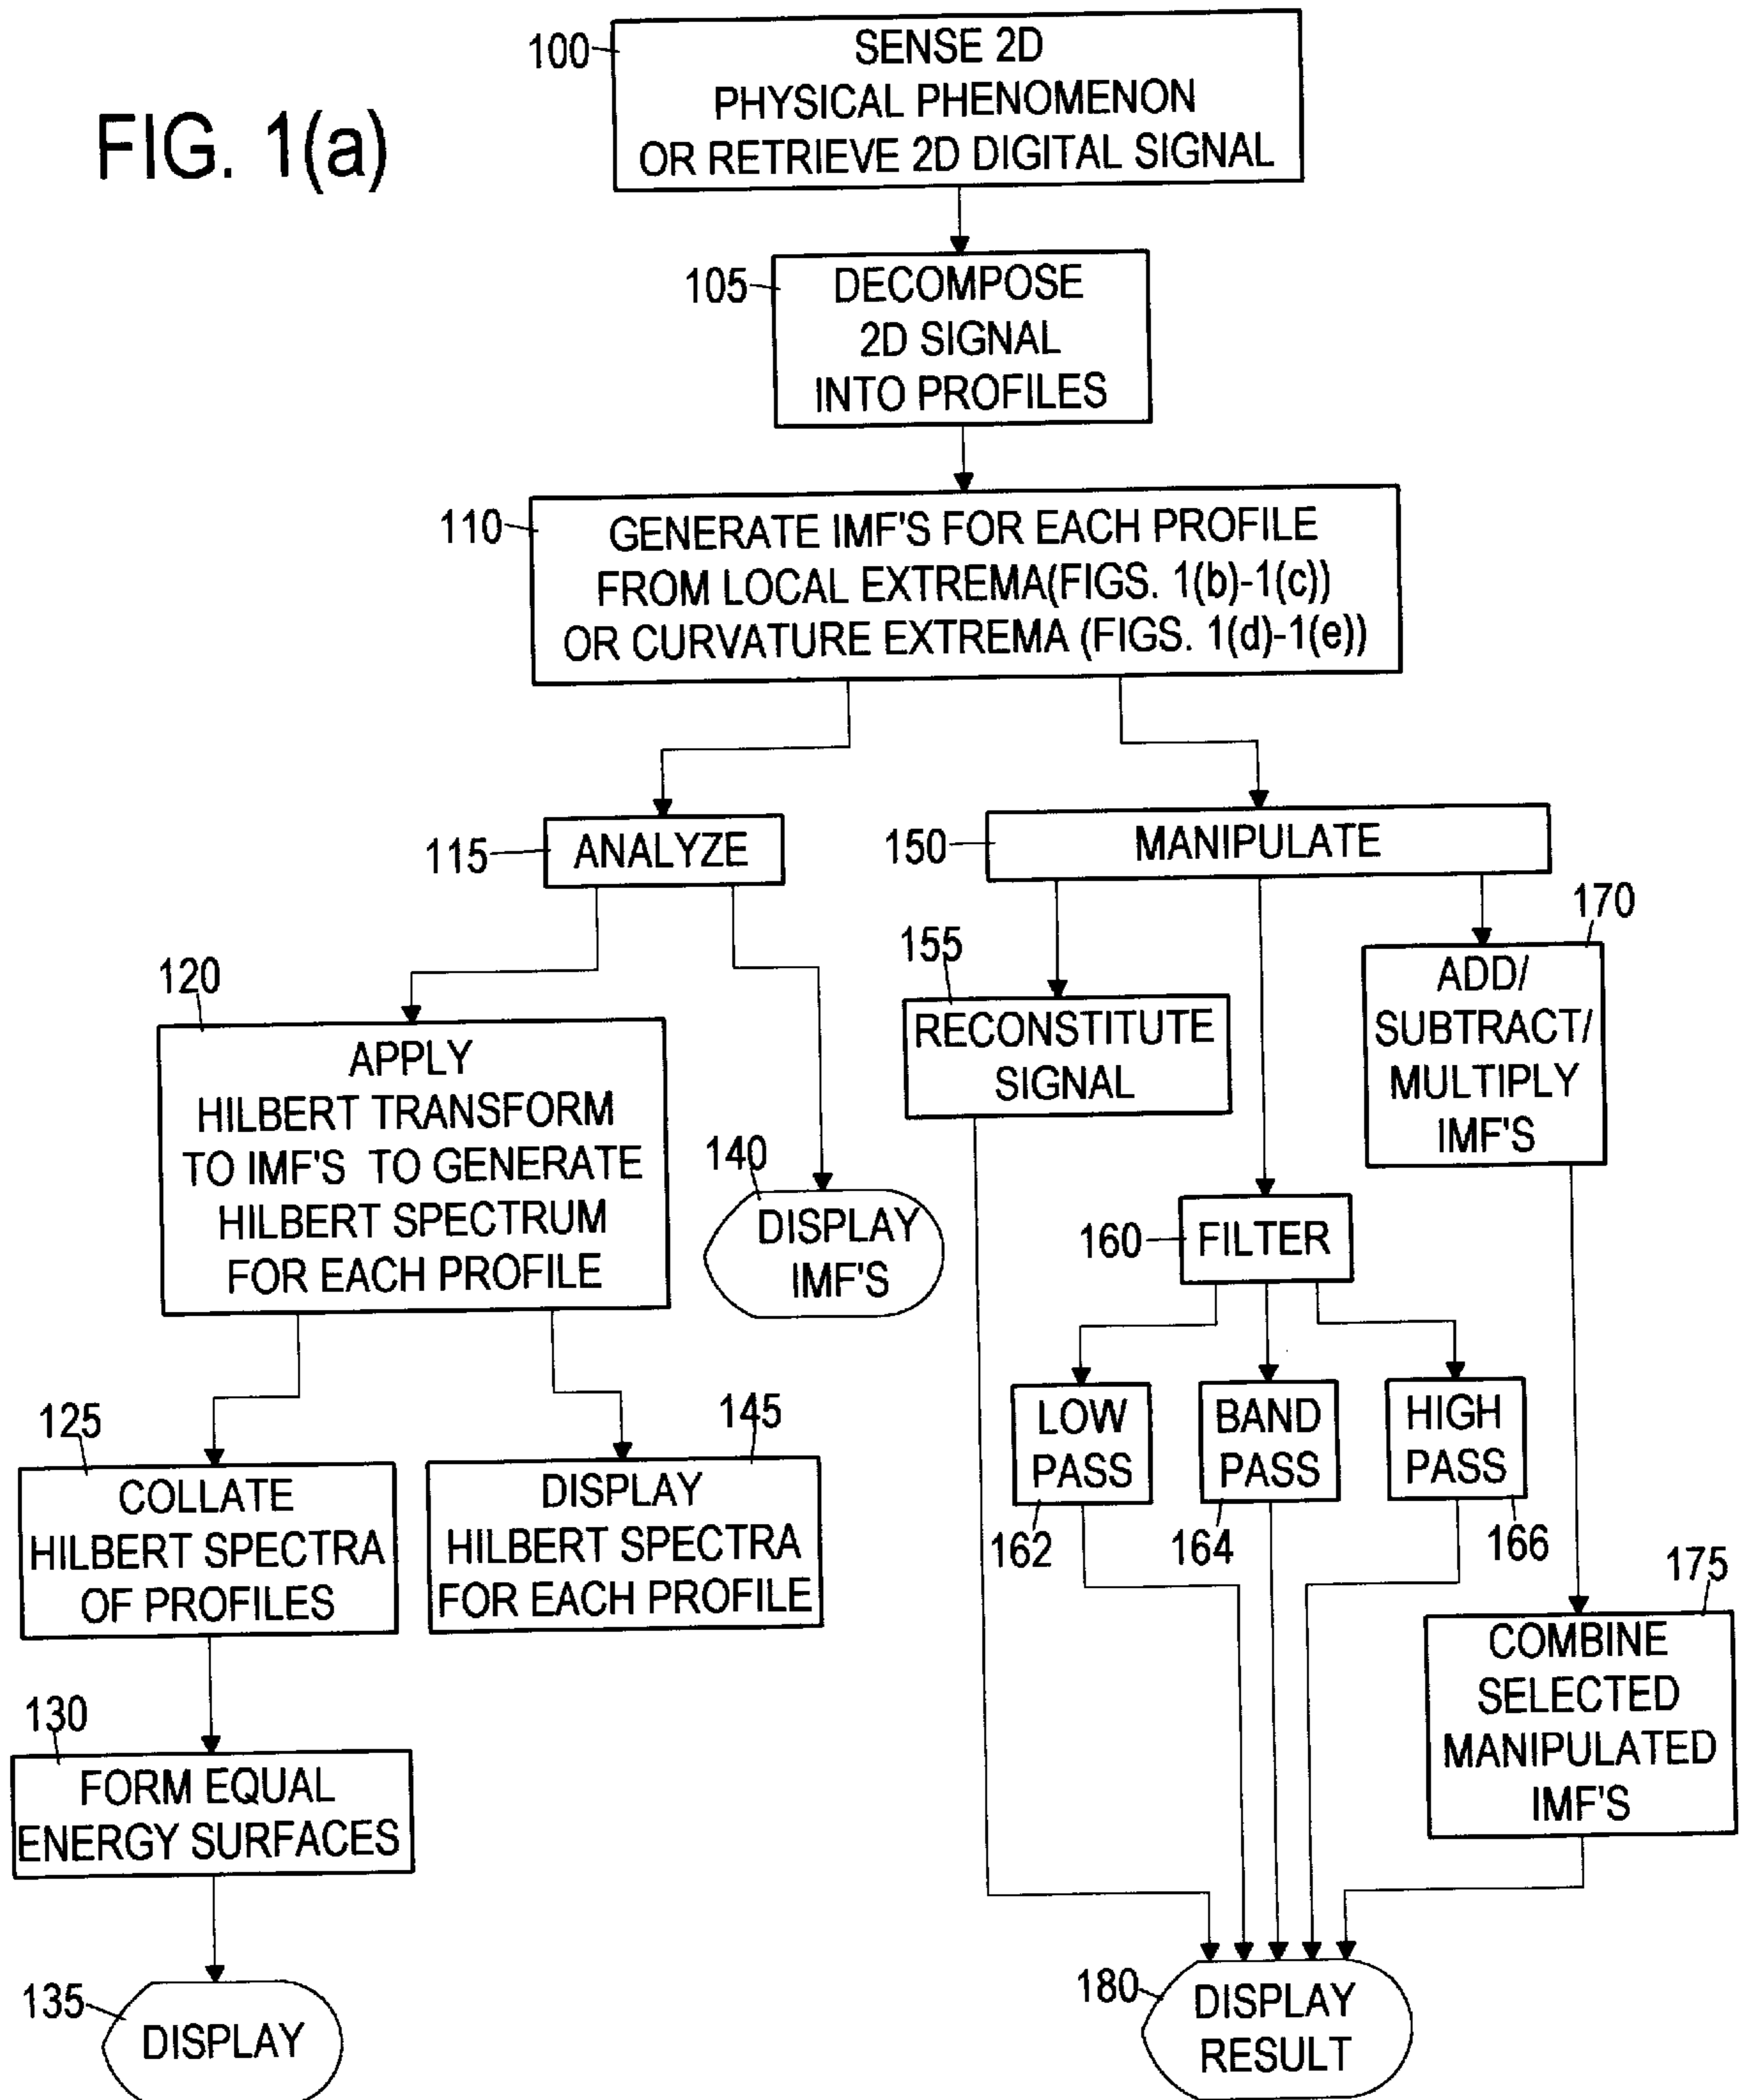 FIG. 1(a)
100
SENSE 2D
PHYSICAL PHENOMENON
OR RETRIEVE 2D DIGITAL SIGNAL
105
DECOMPOSE
2D SIGNAL
INTO PROFILES
110
GENERATE IMF'S FOR EACH PROFILE
FROM LOCAL EXTREMA(FIGS. 1(b)-1(c))
OR CURVATURE EXTREMA (FIGS. 1(d)-1(e))
115
ANALYZE
150
MANIPULATE
120
APPLY
HILBERT TRANSFORM
TO IMF'S TO GENERATE
HILBERT SPECTRUM
FOR EACH PROFILE
140
DISPLAY
IMF'S
155
RECONSTITUTE
SIGNAL
170
ADD/
SUBTRACT/
MULTIPLY
IMF'S
160
FILTER
LOW
PASS
162
BAND
PASS
164
HIGH
PASS
166
125
COLLATE
HILBERT SPECTRA
OF PROFILES
145
DISPLAY
HILBERT SPECTRA
FOR EACH PROFILE
175
COMBINE
SELECTED
MANIPULATED
IMF'S
130
FORM EQUAL
ENERGY SURFACES
135
DISPLAY
180
DISPLAY
RESULT